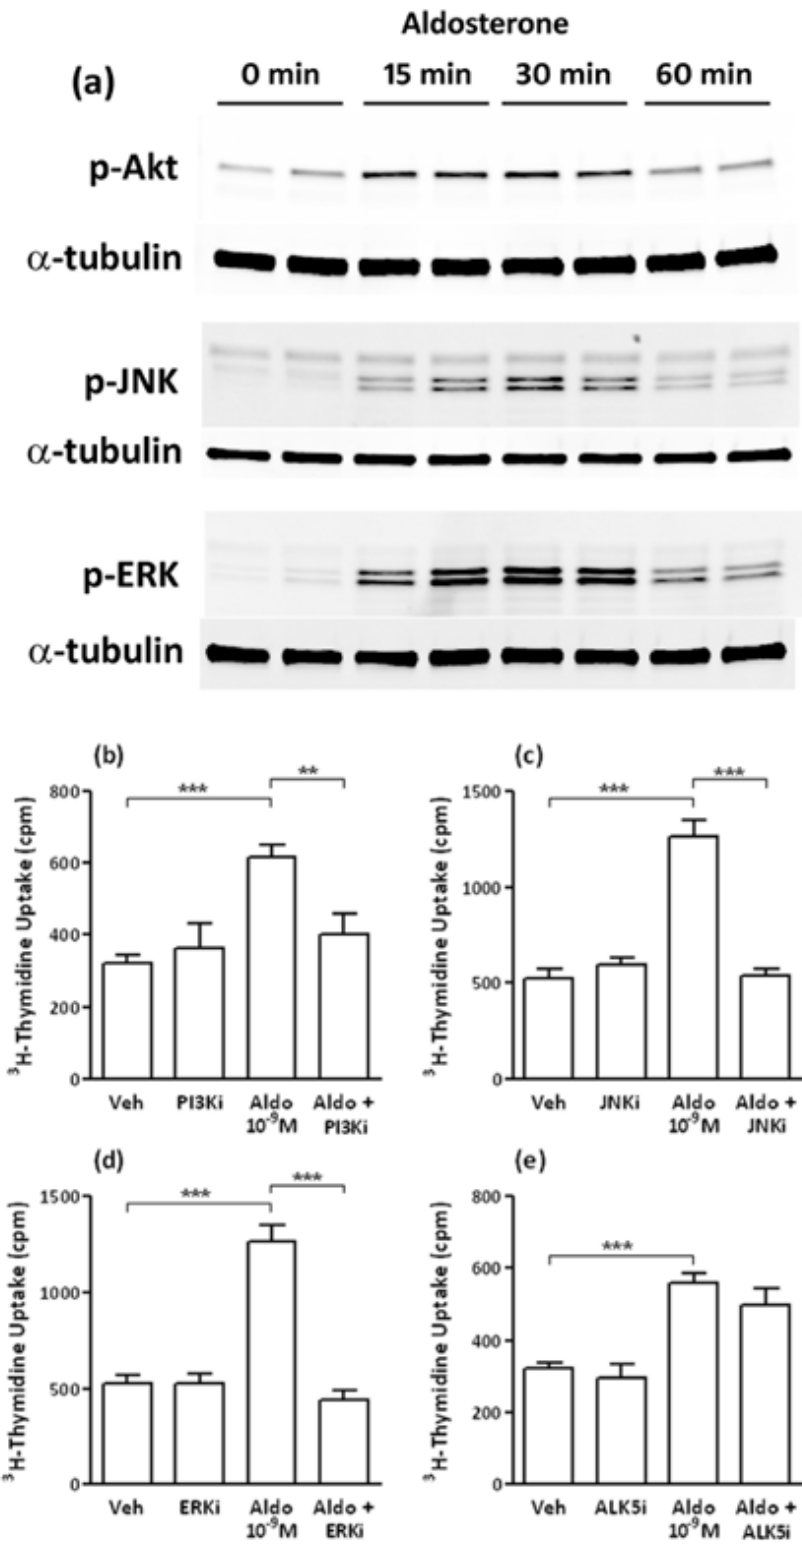 Aldosterone
(a) 0 min 15 min 30 min 60 min
p-Akt
α-tubulin
p-JNK
α-tubulin
p-ERK
α-tubulin
(b)
³H-Thymidine Uptake (cpm)
800
600
400
200
0
***
**
Veh PI3Ki Aldo Aldo +
10⁻⁹M PI3Ki
(c)
³H-Thymidine Uptake (cpm)
1500
1000
500
0
***
***
Veh JNKi Aldo Aldo +
10⁻⁹M JNKi
(d)
³H-Thymidine Uptake (cpm)
1500
1000
500
0
***
***
Veh ERKi Aldo Aldo +
10⁻⁹M ERKi
(e)
³H-Thymidine Uptake (cpm)
800
600
400
200
0
***
Veh ALK5i Aldo Aldo +
10⁻⁹M ALK5i